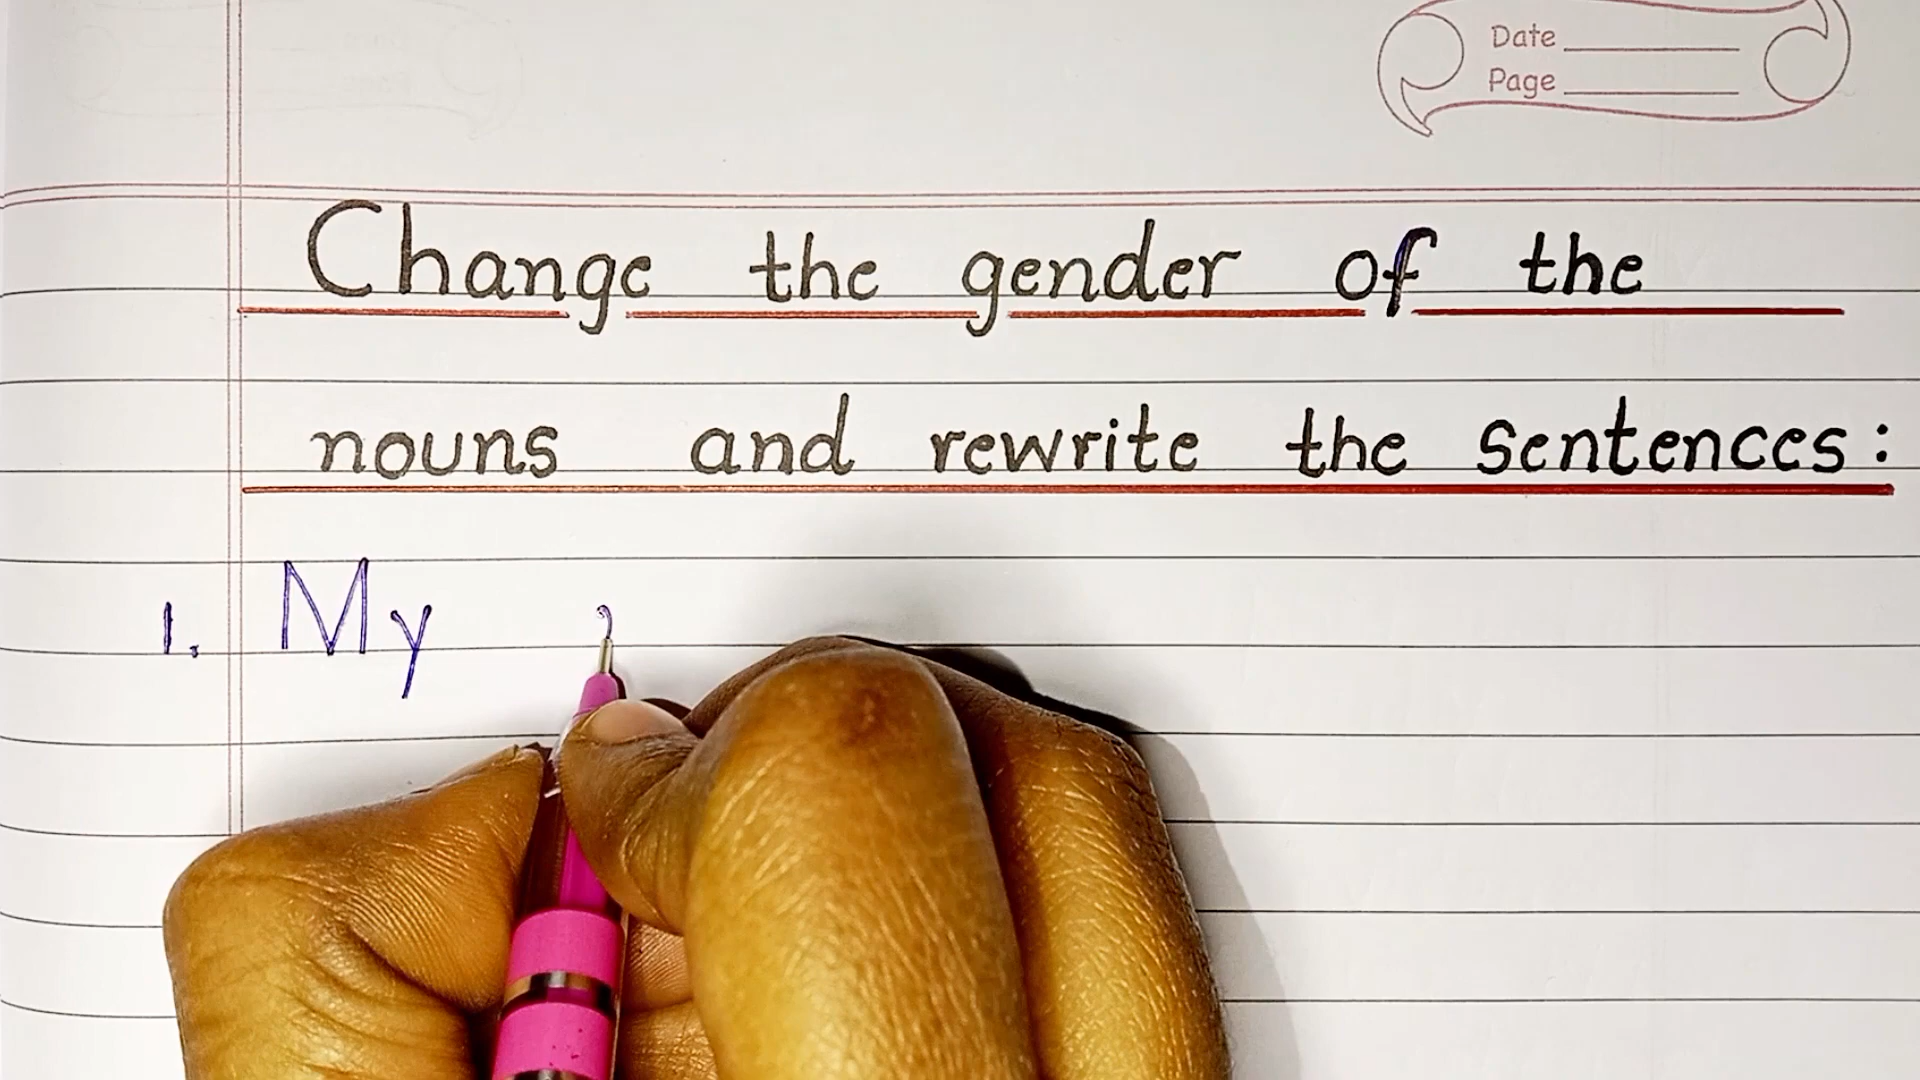 Date
Page
Change the gender of the
nouns and rewrite the sentences:
1. My